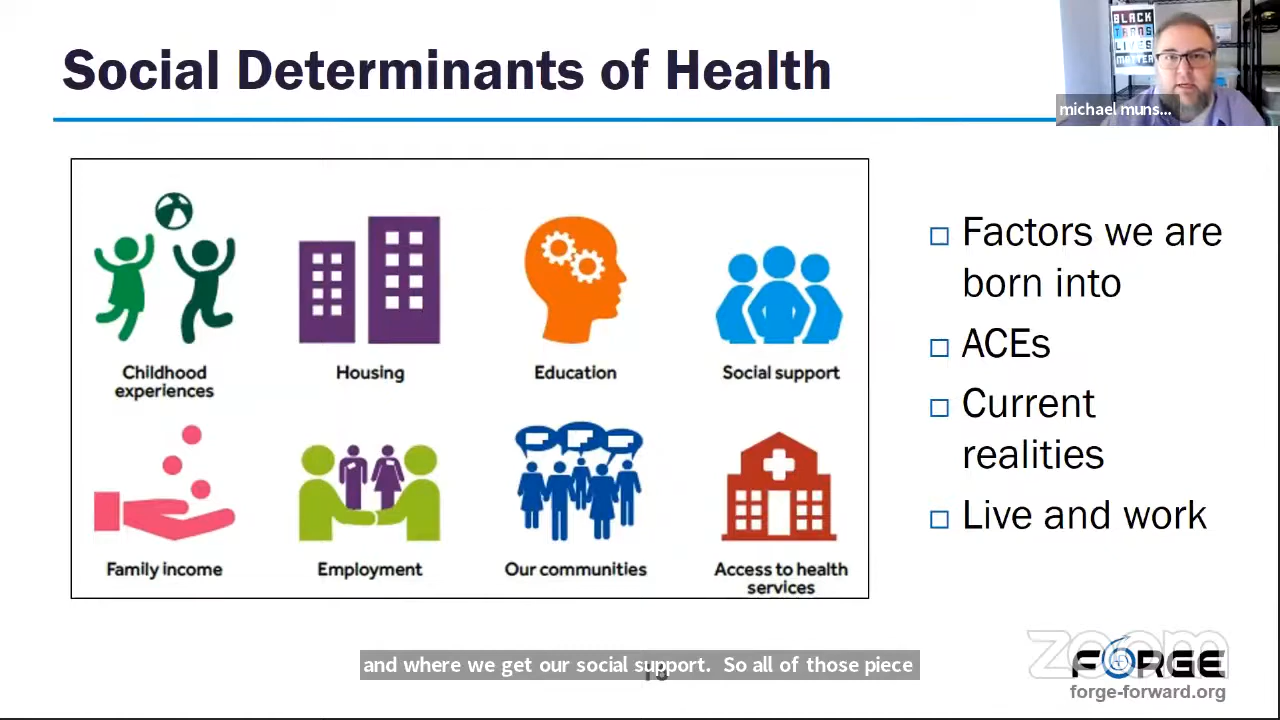 Social Determinants of Health
BLACK
TRANS
LIVES
MATTER
michael muns...
Childhood
experiences
Housing
Education
Social support
Family income
Employment
Our communities
Access to health
services
Factors we are
born into
ACEs
Current
realities
Live and work
and where we get our social support.  So all of those piece
zoom
FORGE
forge-forward.org